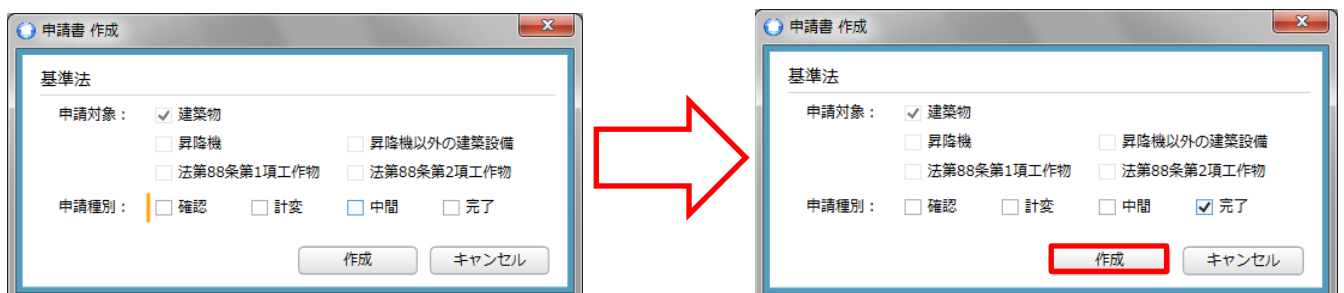 申請書 作成
基準法
申請対象： 建築物
昇降機 昇降機以外の建築設備
法第88条第1項工作物 法第88条第2項工作物
申請種別： 確認 計変 中間 完了
作成 キャンセル
申請書 作成
基準法
申請対象： 建築物
昇降機 昇降機以外の建築設備
法第88条第1項工作物 法第88条第2項工作物
申請種別： 確認 計変 中間 完了
作成 キャンセル